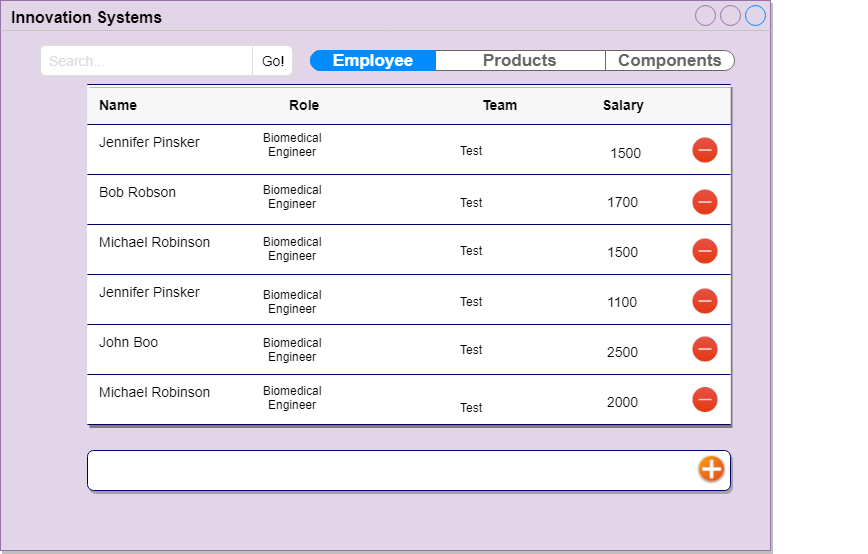 Innovation Systems
Search... Go! Employee Products Components
Name Role Team Salary
Jennifer Pinsker Biomedical
Engineer Test 1500
Bob Robson Biomedical
Engineer Test 1700
Michael Robinson Biomedical
Engineer Test 1500
Jennifer Pinsker Biomedical
Engineer Test 1100
John Boo Biomedical
Engineer Test 2500
Michael Robinson Biomedical
Engineer Test 2000